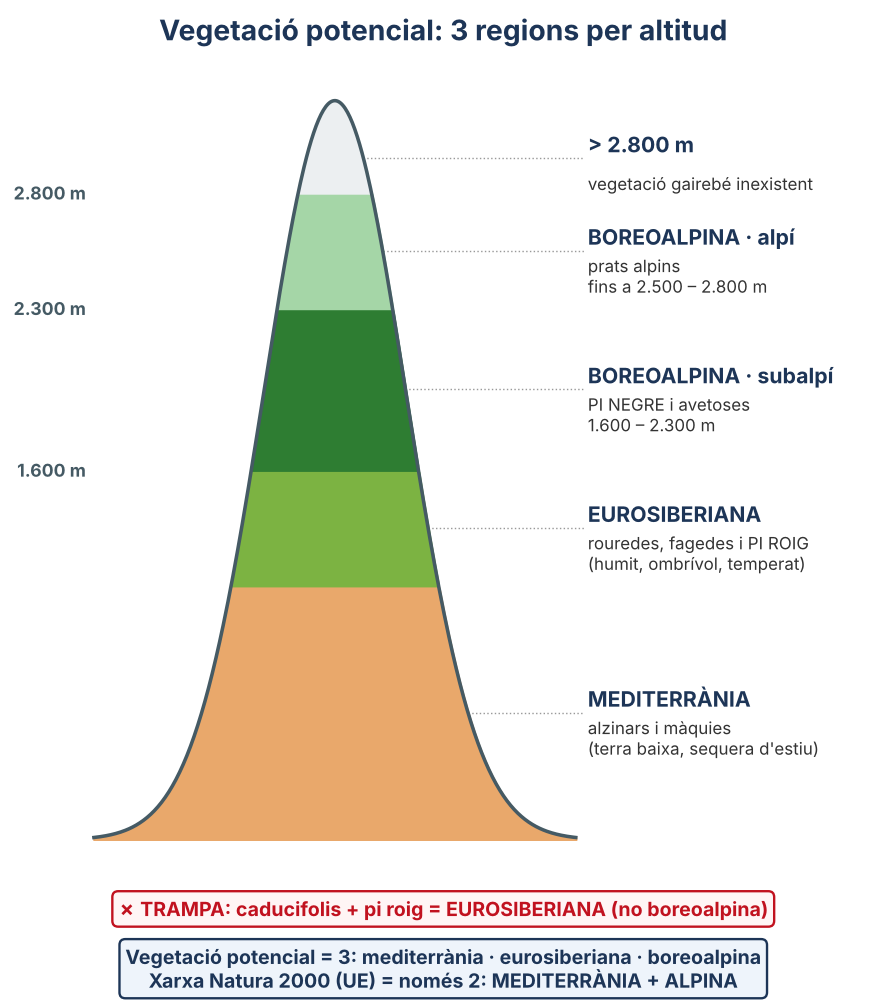 Vegetació potencial: 3 regions per altitud
> 2.800 m
vegetació gairebé inexistent
2.800 m
BOREOALPINA · alpí
prats alpins
fins a 2.500 – 2.800 m
2.300 m
BOREOALPINA · subalpí
PI NEGRE i avetoses
1.600 – 2.300 m
1.600 m
EUROSIBERIANA
rouredes, fagedes i PI ROIG
(humit, ombrívol, temperat)
MEDITERRÀNIA
alzinars i màquies
(terra baixa, sequera d'estiu)
× TRAMPA: caducifolis + pi roig = EUROSIBERIANA (no boreoalpina)
Vegetació potencial = 3: mediterrània · eurosiberiana · boreoalpina
Xarxa Natura 2000 (UE) = només 2: MEDITERRÀNIA + ALPINA